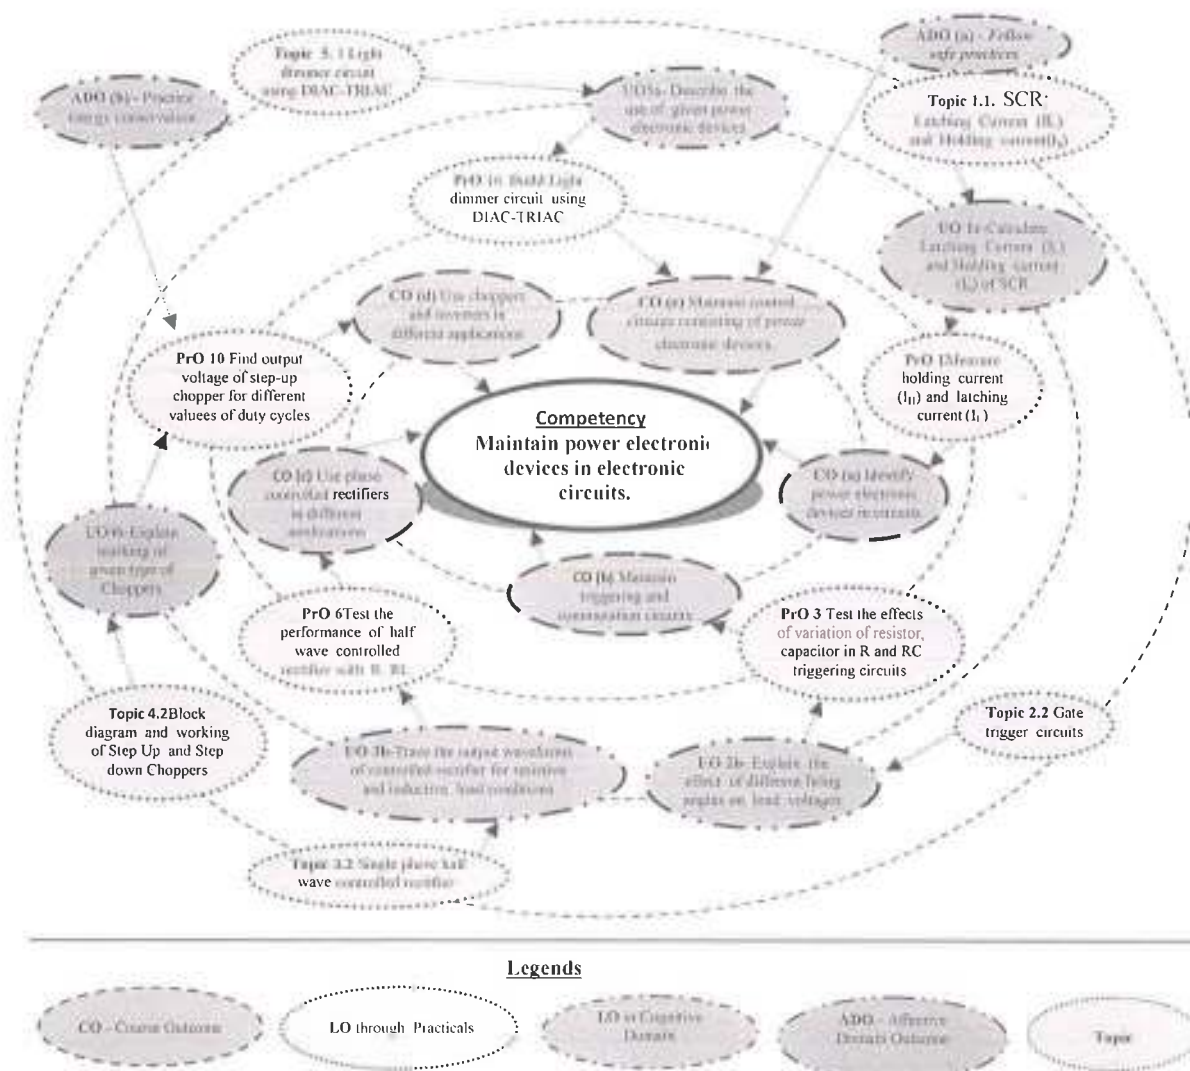 Topic 5. 1 Light
dimmer circuit
using DIAC-TRIAC
ADO (a) - Follow
safe practices
ADO (b) - Practice
energy conservation
UO5a- Describe the
use of given power
electronic devices
Topic 1.1. SCR
Latching Current (IL)
and Holding current(Ih)
PrO Build Light
dimmer circuit using
DIAC-TRIAC
UO 1c-Calculate
Latching Current (IL)
and Holding current
(Ih) of SCR
CO (d) Use choppers
and inverters in
different applications
CO (e) Maintain control
circuits consisting of power
electronic devices
PrO 10 Find output
voltage of step-up
chopper for different
valuees of duty cycles
PrO 1Measure
holding current
(IH) and latching
current (IL)
Competency
Maintain power electronic
devices in electronic
circuits.
CO (c) Use phase
controlled rectifiers
in different
applications
CO (a) Identify
power electronic
devices in circuits
Explain
working of
given type of
Choppers
CO (b) Maintain
triggering and
commutation circuits
PrO 6Test the
performance of half
wave controlled
rectifier with R, RL
PrO 3 Test the effects
of variation of resistor,
capacitor in R and RC
triggering circuits
Topic 4.2Block
diagram and working
of Step Up and Step
down Choppers
Topic 2.2 Gate
trigger circuits
UO 3b-Trace the output waveforms
of controlled rectifier for resistive
and inductive load conditions
UO 2b- Explain the
effect of different firing
angles on load voltages
Topic 3.2 Single phase half
wave controlled rectifier
Legends
CO - Course Outcome
LO through Practicals
LO in Cognitive
Domain
ADO - Affective
Domain Outcome
Topic